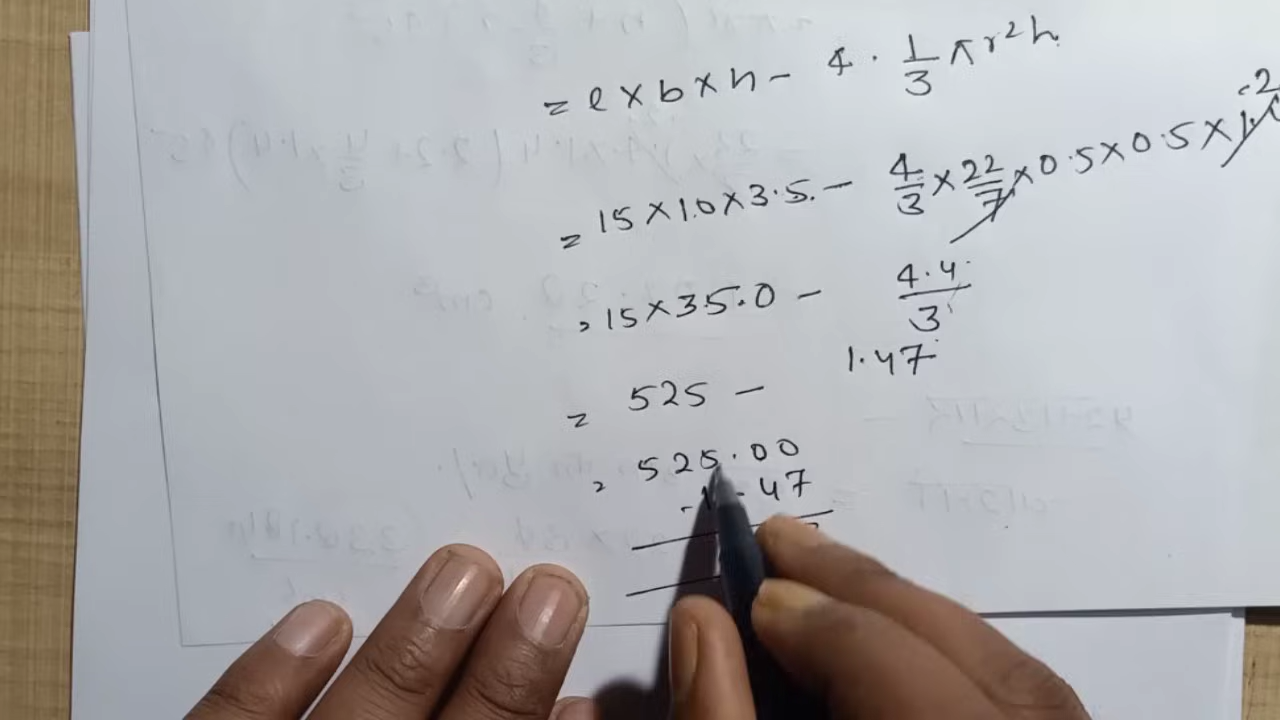 = l × b × h - 4 · 1/3 πr²h
= 15 × 10 × 3.5 - 4/3 × 22/7 × 0.5 × 0.5 × 1. .2
= 15 × 35.0 - 4.4/3
1.47
= 525 -
= 525.00
- 1.47